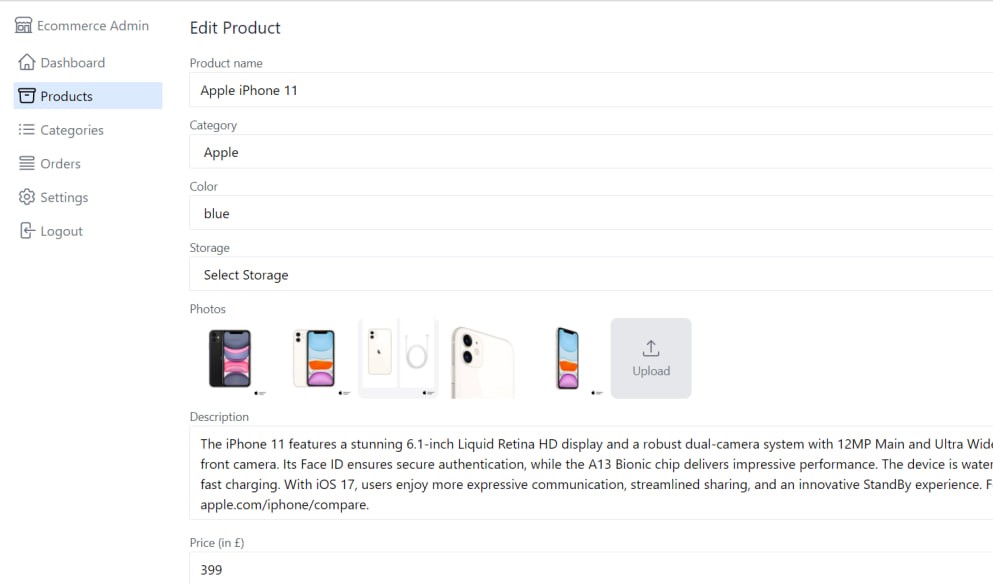 Ecommerce Admin
Dashboard
Products
Categories
Orders
Settings
Logout
Edit Product
Product name
Apple iPhone 11
Category
Apple
Color
blue
Storage
Select Storage
Photos
Upload
Description
The iPhone 11 features a stunning 6.1-inch Liquid Retina HD display and a robust dual-camera system with 12MP Main and Ultra Wide
front camera. Its Face ID ensures secure authentication, while the A13 Bionic chip delivers impressive performance. The device is water
fast charging. With iOS 17, users enjoy more expressive communication, streamlined sharing, and an innovative StandBy experience. F
apple.com/iphone/compare.
Price (in £)
399